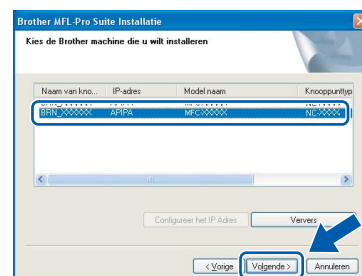 Brother MFL-Pro Suite Installatie
Kies de Brother machine die u wilt installeren
Naam van kno... IP-adres Model naam Knooppunttyp
BRN_XXXXXX APIPA MFC-XXXXX NC-XXXX
Configureer het IP Adres Ververs
< Vorige Volgende > Annuleren